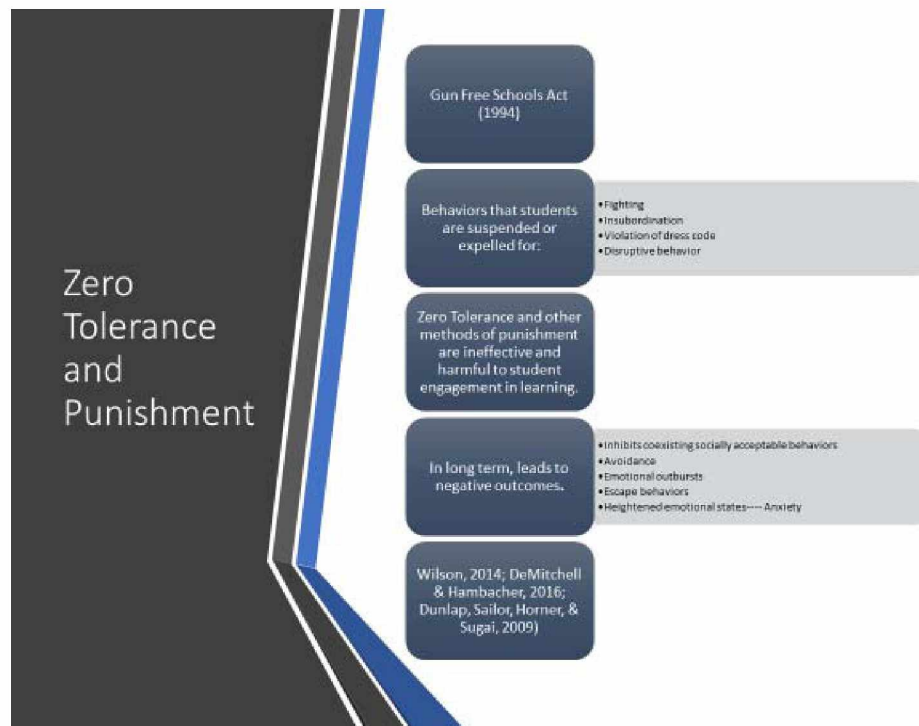 Zero
Tolerance
and
Punishment
Gun Free Schools Act
(1994)
Behaviors that students
are suspended or
expelled for:
•Fighting
•Insubordination
•Violation of dress code
•Disruptive behavior
Zero Tolerance and other
methods of punishment
are ineffective and
harmful to student
engagement in learning.
In long term, leads to
negative outcomes.
•Inhibits coexisting socially acceptable behaviors
•Avoidance
•Emotional outbursts
•Escape behaviors
•Heightened emotional states---- Anxiety
Wilson, 2014; DeMitchell
& Hambacher, 2016;
Dunlap, Sailor, Horner, &
Sugai, 2009)